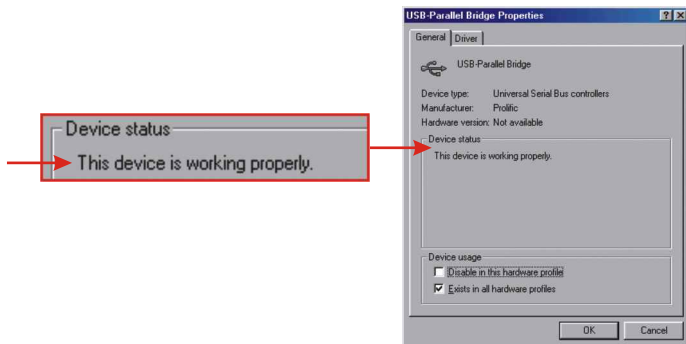 Device status
This device is working properly.
USB-Parallel Bridge Properties
General Driver
USB-Parallel Bridge
Device type: Universal Serial Bus controllers
Manufacturer: Prolific
Hardware version: Not available
Device status
This device is working properly.
Device usage
Disable in this hardware profile
Exists in all hardware profiles
OK Cancel